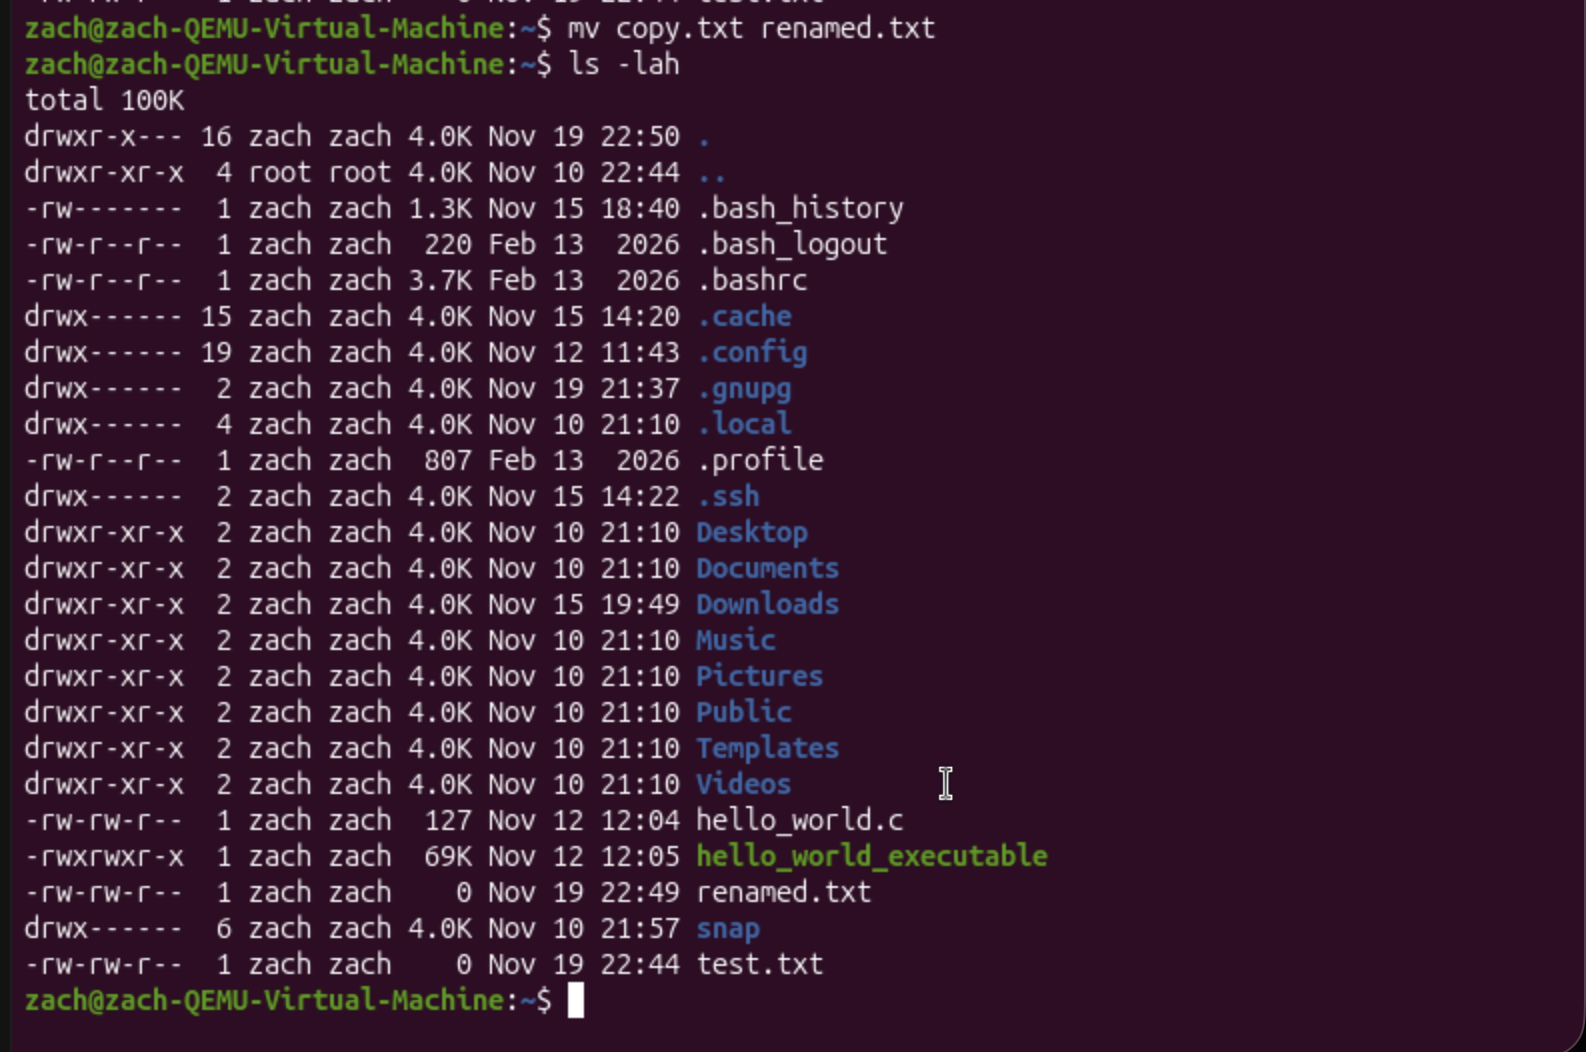 -rw-rw-r-- 1 zach zach 0 Nov 19 22:44 test.txt
zach@zach-QEMU-Virtual-Machine:~$ mv copy.txt renamed.txt
zach@zach-QEMU-Virtual-Machine:~$ ls -lah
total 100K
drwxr-x--- 16 zach zach 4.0K Nov 19 22:50 .
drwxr-xr-x  4 root root 4.0K Nov 10 22:44 ..
-rw-------  1 zach zach 1.3K Nov 15 18:40 .bash_history
-rw-r--r--  1 zach zach  220 Feb 13  2026 .bash_logout
-rw-r--r--  1 zach zach 3.7K Feb 13  2026 .bashrc
drwx------ 15 zach zach 4.0K Nov 15 14:20 .cache
drwx------ 19 zach zach 4.0K Nov 12 11:43 .config
drwx------  2 zach zach 4.0K Nov 19 21:37 .gnupg
drwx------  4 zach zach 4.0K Nov 10 21:10 .local
-rw-r--r--  1 zach zach  807 Feb 13  2026 .profile
drwx------  2 zach zach 4.0K Nov 15 14:22 .ssh
drwxr-xr-x  2 zach zach 4.0K Nov 10 21:10 Desktop
drwxr-xr-x  2 zach zach 4.0K Nov 10 21:10 Documents
drwxr-xr-x  2 zach zach 4.0K Nov 15 19:49 Downloads
drwxr-xr-x  2 zach zach 4.0K Nov 10 21:10 Music
drwxr-xr-x  2 zach zach 4.0K Nov 10 21:10 Pictures
drwxr-xr-x  2 zach zach 4.0K Nov 10 21:10 Public
drwxr-xr-x  2 zach zach 4.0K Nov 10 21:10 Templates
drwxr-xr-x  2 zach zach 4.0K Nov 10 21:10 Videos
-rw-rw-r--  1 zach zach  127 Nov 12 12:04 hello_world.c
-rwxrwxr-x  1 zach zach  69K Nov 12 12:05 hello_world_executable
-rw-rw-r--  1 zach zach    0 Nov 19 22:49 renamed.txt
drwx------  6 zach zach 4.0K Nov 10 21:57 snap
-rw-rw-r--  1 zach zach    0 Nov 19 22:44 test.txt
zach@zach-QEMU-Virtual-Machine:~$